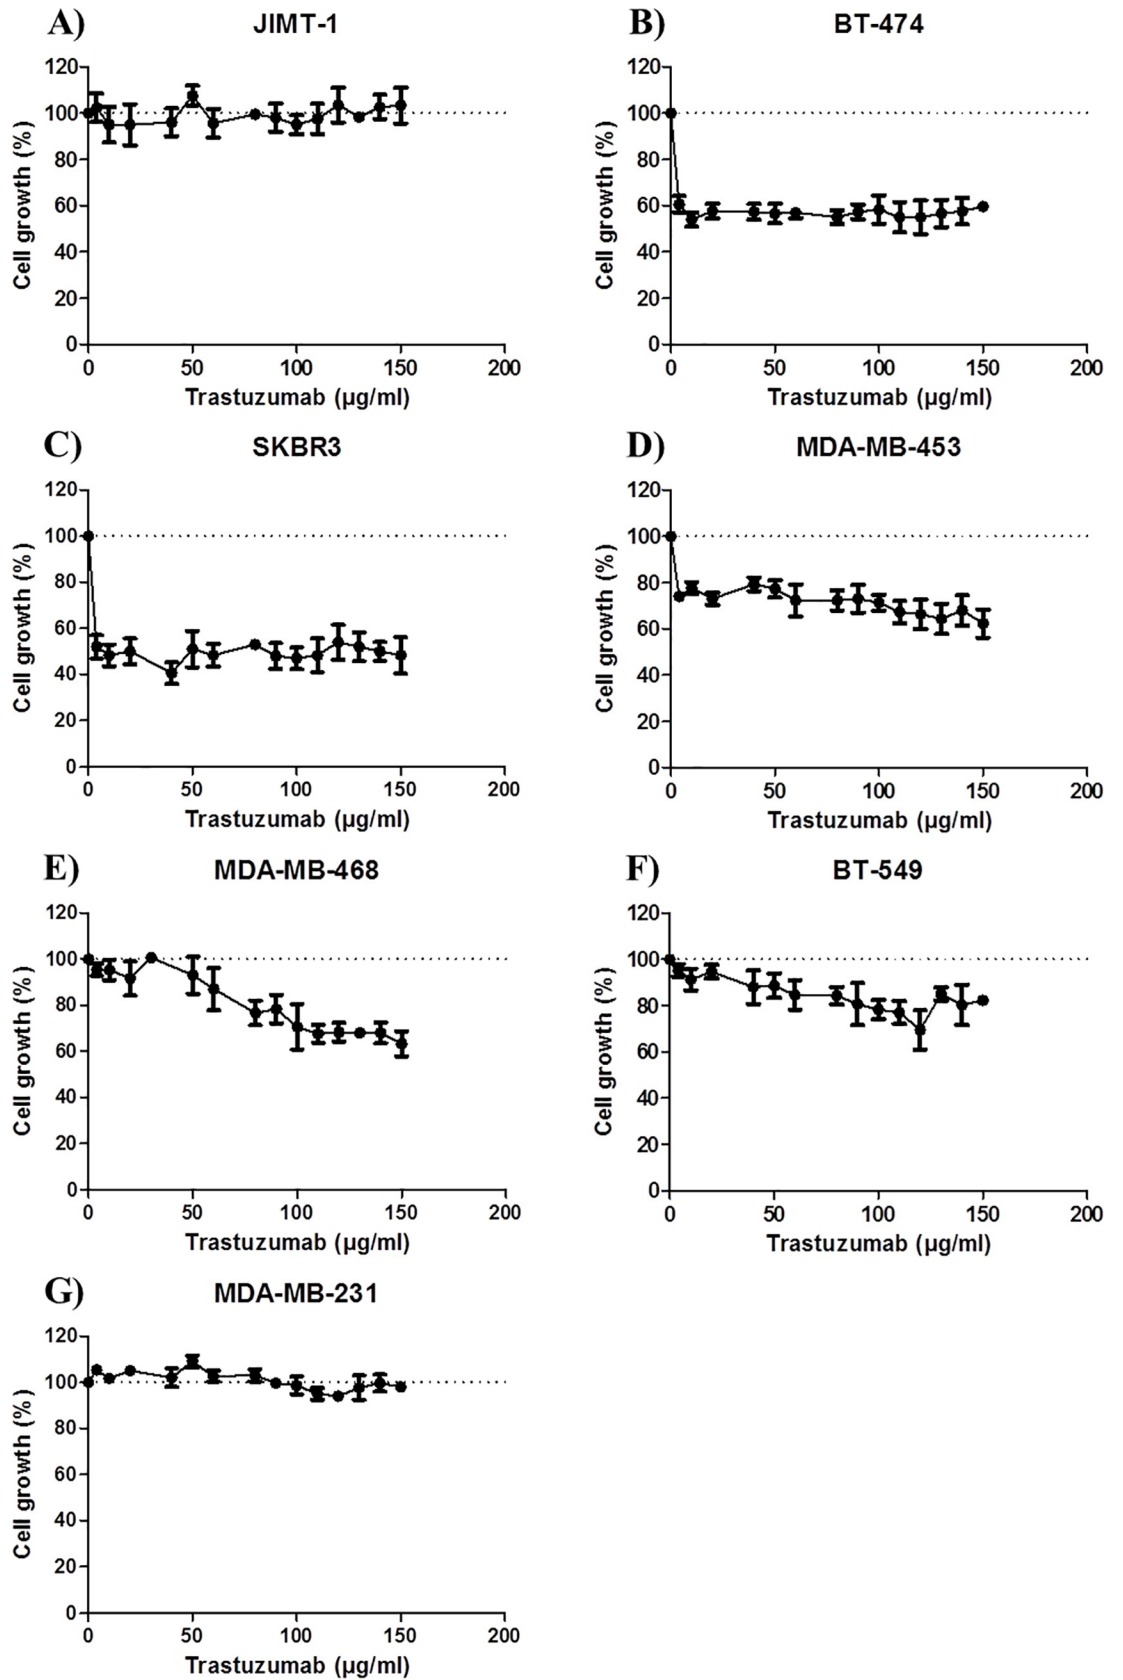 A) JIMT-1
120
100
80
60
40
20
0
Cell growth (%)
0 50 100 150 200
Trastuzumab (µg/ml)
B) BT-474
120
100
80
60
40
20
0
Cell growth (%)
0 50 100 150 200
Trastuzumab (µg/ml)
C) SKBR3
120
100
80
60
40
20
0
Cell growth (%)
0 50 100 150 200
Trastuzumab (µg/ml)
D) MDA-MB-453
120
100
80
60
40
20
0
Cell growth (%)
0 50 100 150 200
Trastuzumab (µg/ml)
E) MDA-MB-468
120
100
80
60
40
20
0
Cell growth (%)
0 50 100 150 200
Trastuzumab (µg/ml)
F) BT-549
120
100
80
60
40
20
0
Cell growth (%)
0 50 100 150 200
Trastuzumab (µg/ml)
G) MDA-MB-231
120
100
80
60
40
20
0
Cell growth (%)
0 50 100 150 200
Trastuzumab (µg/ml)